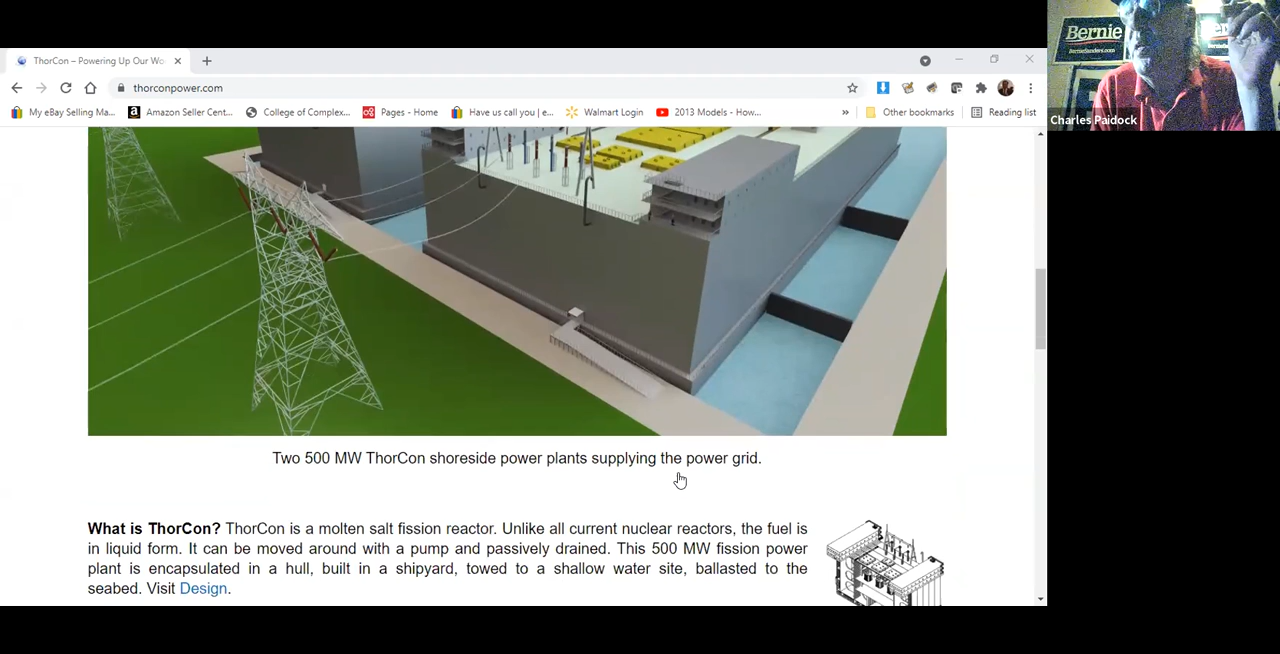 Bernie
BernieSanders.com
Charles Paidock
ThorCon – Powering Up Our Wo
thorconpower.com
My eBay Selling Ma...
Amazon Seller Cent...
College of Complex...
Pages - Home
Have us call you | e...
Walmart Login
2013 Models - How...
»
Other bookmarks
Reading list
Two 500 MW ThorCon shoreside power plants supplying the power grid.
What is ThorCon? ThorCon is a molten salt fission reactor. Unlike all current nuclear reactors, the fuel is
in liquid form. It can be moved around with a pump and passively drained. This 500 MW fission power
plant is encapsulated in a hull, built in a shipyard, towed to a shallow water site, ballasted to the
seabed. Visit Design.